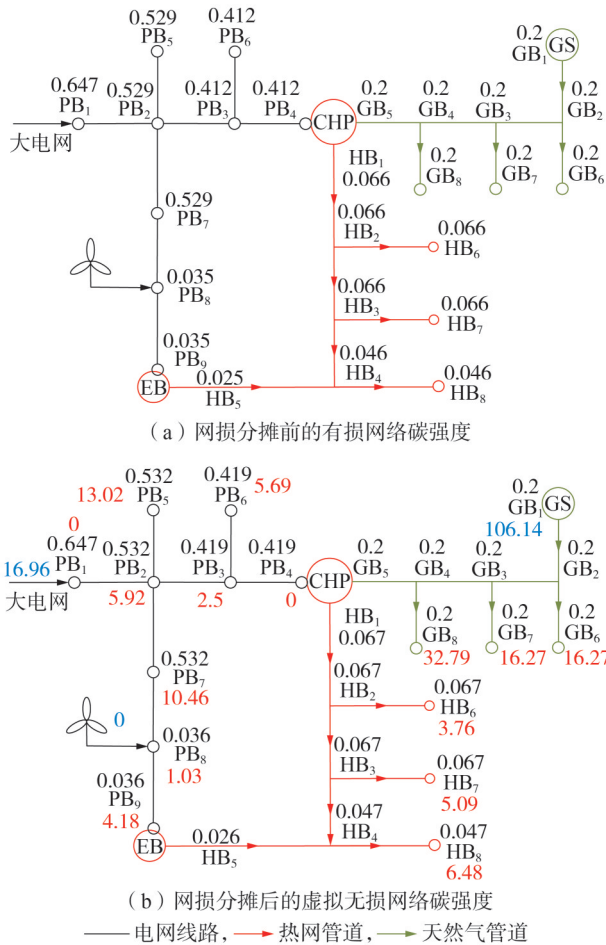 0.529
PB₅
0.412
PB₆
0.2
GB₁
GS
0.647
PB₁
0.529
PB₂
0.412
PB₃
0.412
PB₄
CHP
0.2
GB₅
0.2
GB₄
0.2
GB₃
0.2
GB₂
大电网
HB₁
0.066
0.2
GB₈
0.2
GB₇
0.2
GB₆
0.529
PB₇
0.066
HB₂
0.066
HB₆
0.035
PB₈
0.066
HB₃
0.066
HB₇
0.035
PB₉
EB
0.025
HB₅
0.046
HB₄
0.046
HB₈
(a) 网损分摊前的有损网络碳强度
0.532
PB₅
13.02
0.419
PB₆
5.69
0.2
GB₁
GS
106.14
0
0.647
PB₁
16.96
大电网
0.532
PB₂
5.92
0.419
PB₃
2.5
0.419
PB₄
0
CHP
0.2
GB₅
0.2
GB₄
0.2
GB₃
0.2
GB₂
HB₁
0.067
0.2
GB₈
32.79
0.2
GB₇
16.27
0.2
GB₆
16.27
0.532
PB₇
10.46
0.067
HB₂
0.067
HB₆
3.76
0
0.036
PB₈
1.03
0.067
HB₃
0.067
HB₇
5.09
0.036
PB₉
4.18
EB
0.026
HB₅
0.047
HB₄
0.047
HB₈
6.48
(b) 网损分摊后的虚拟无损网络碳强度
电网线路, 热网管道, 天然气管道